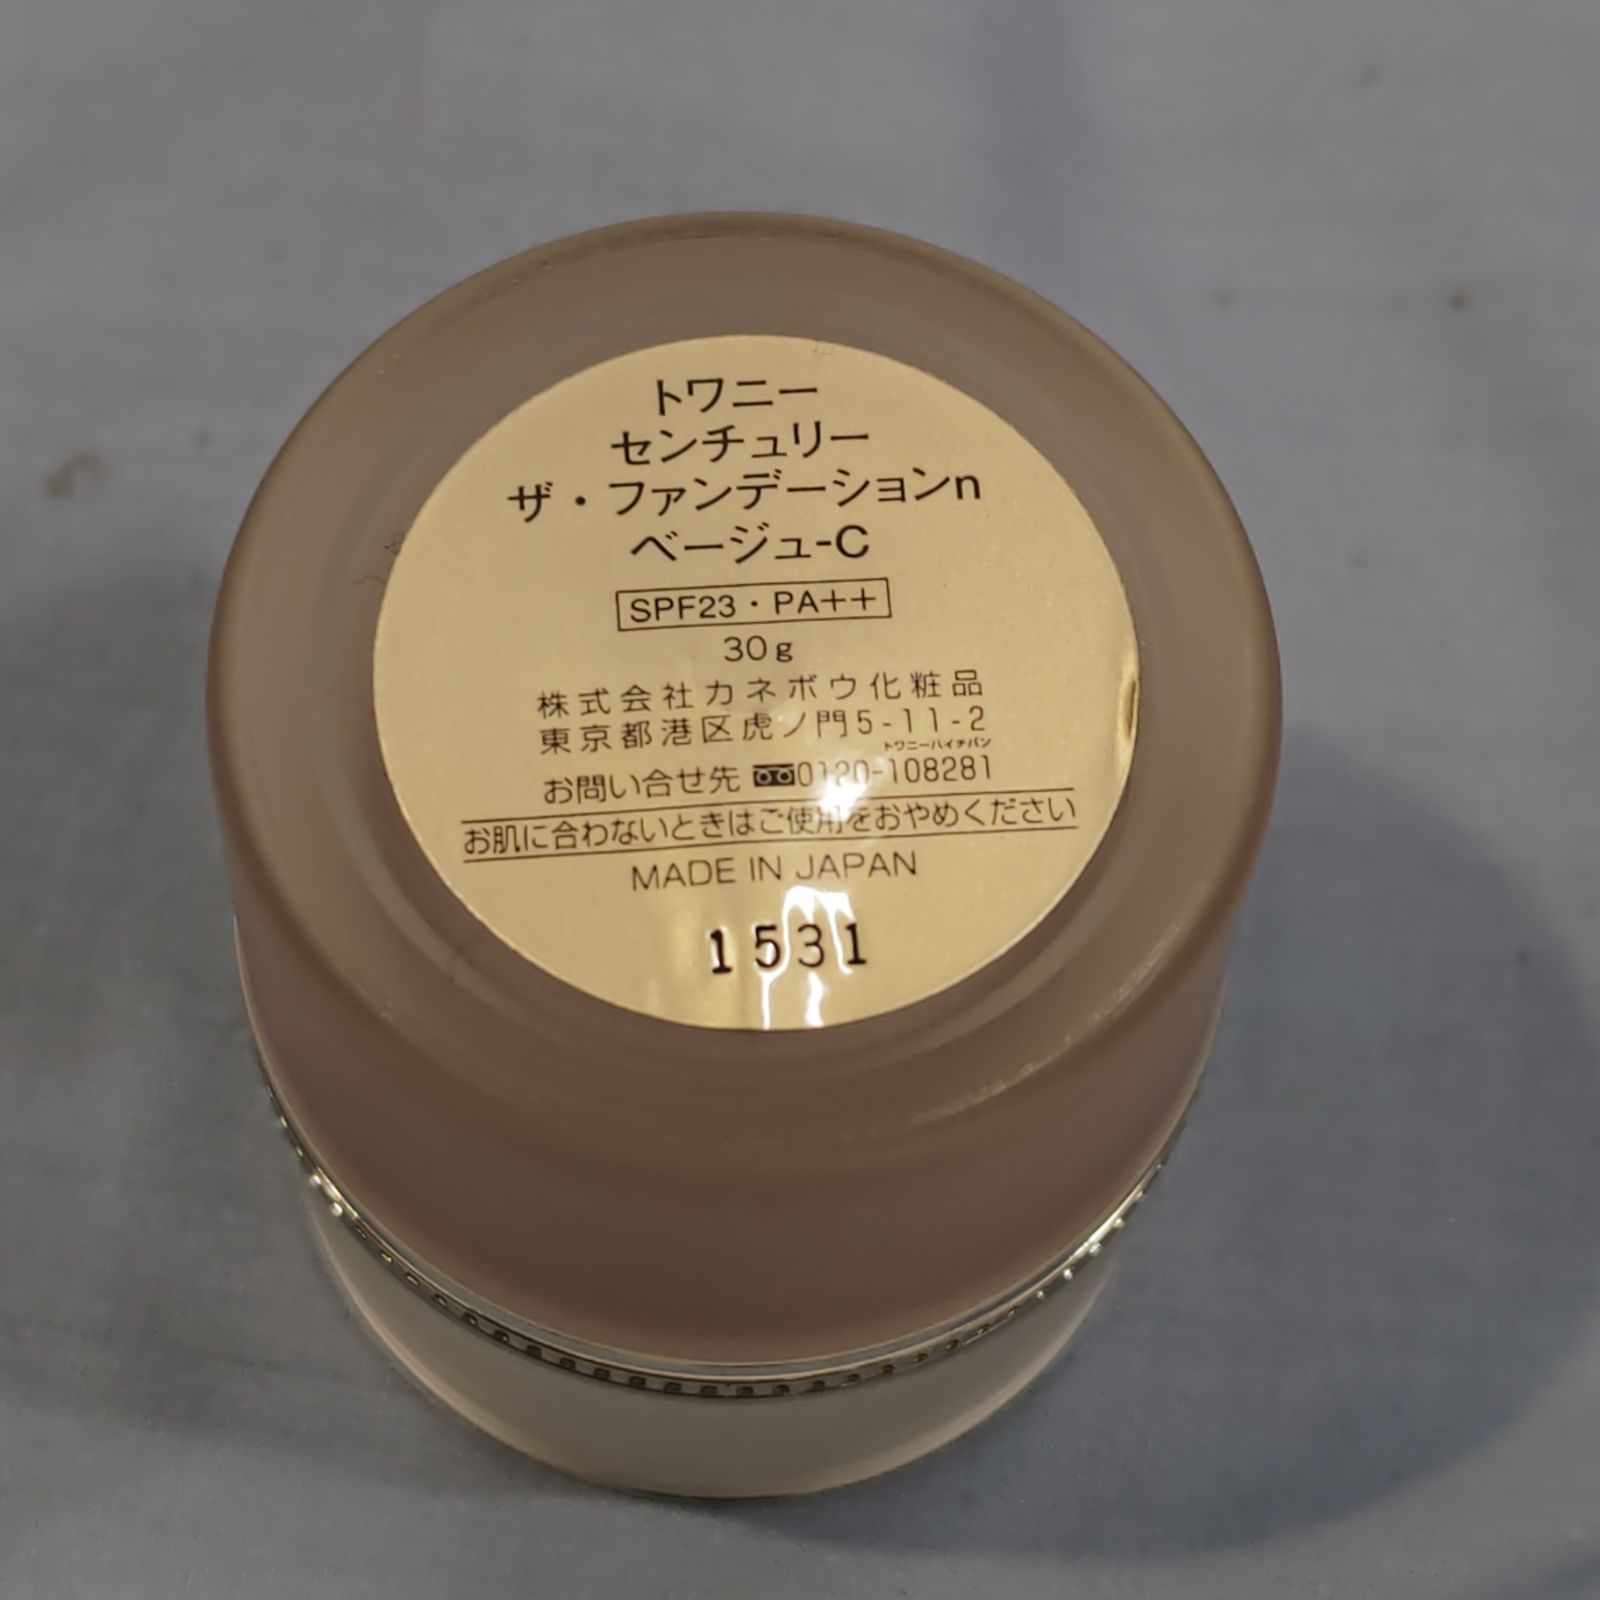 トワニー
センチュリー
ザ・ファンデーションn
ベージュ-C
SPF23・PA++
30g
株式会社カネボウ化粧品
東京都港区虎ノ門5-11-2
トワニーハイチバン
お問い合せ先 0120-108281
お肌に合わないときはご使用をおやめください
MADE IN JAPAN
1531